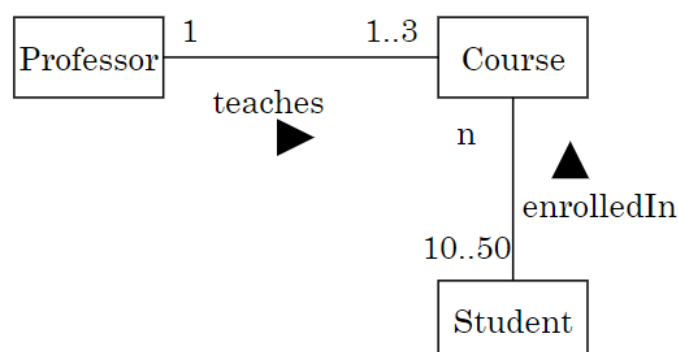 1 1..3
Professor Course
teaches
n
enrolledIn
10..50
Student